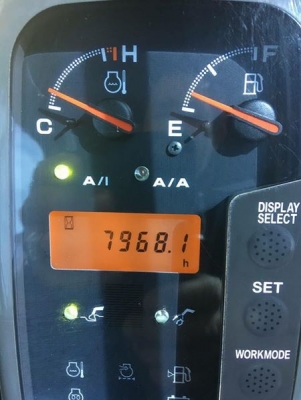 H F
C E
A/I A/A
DISPLAY
SELECT
7968.1
h
SET
WORKMODE